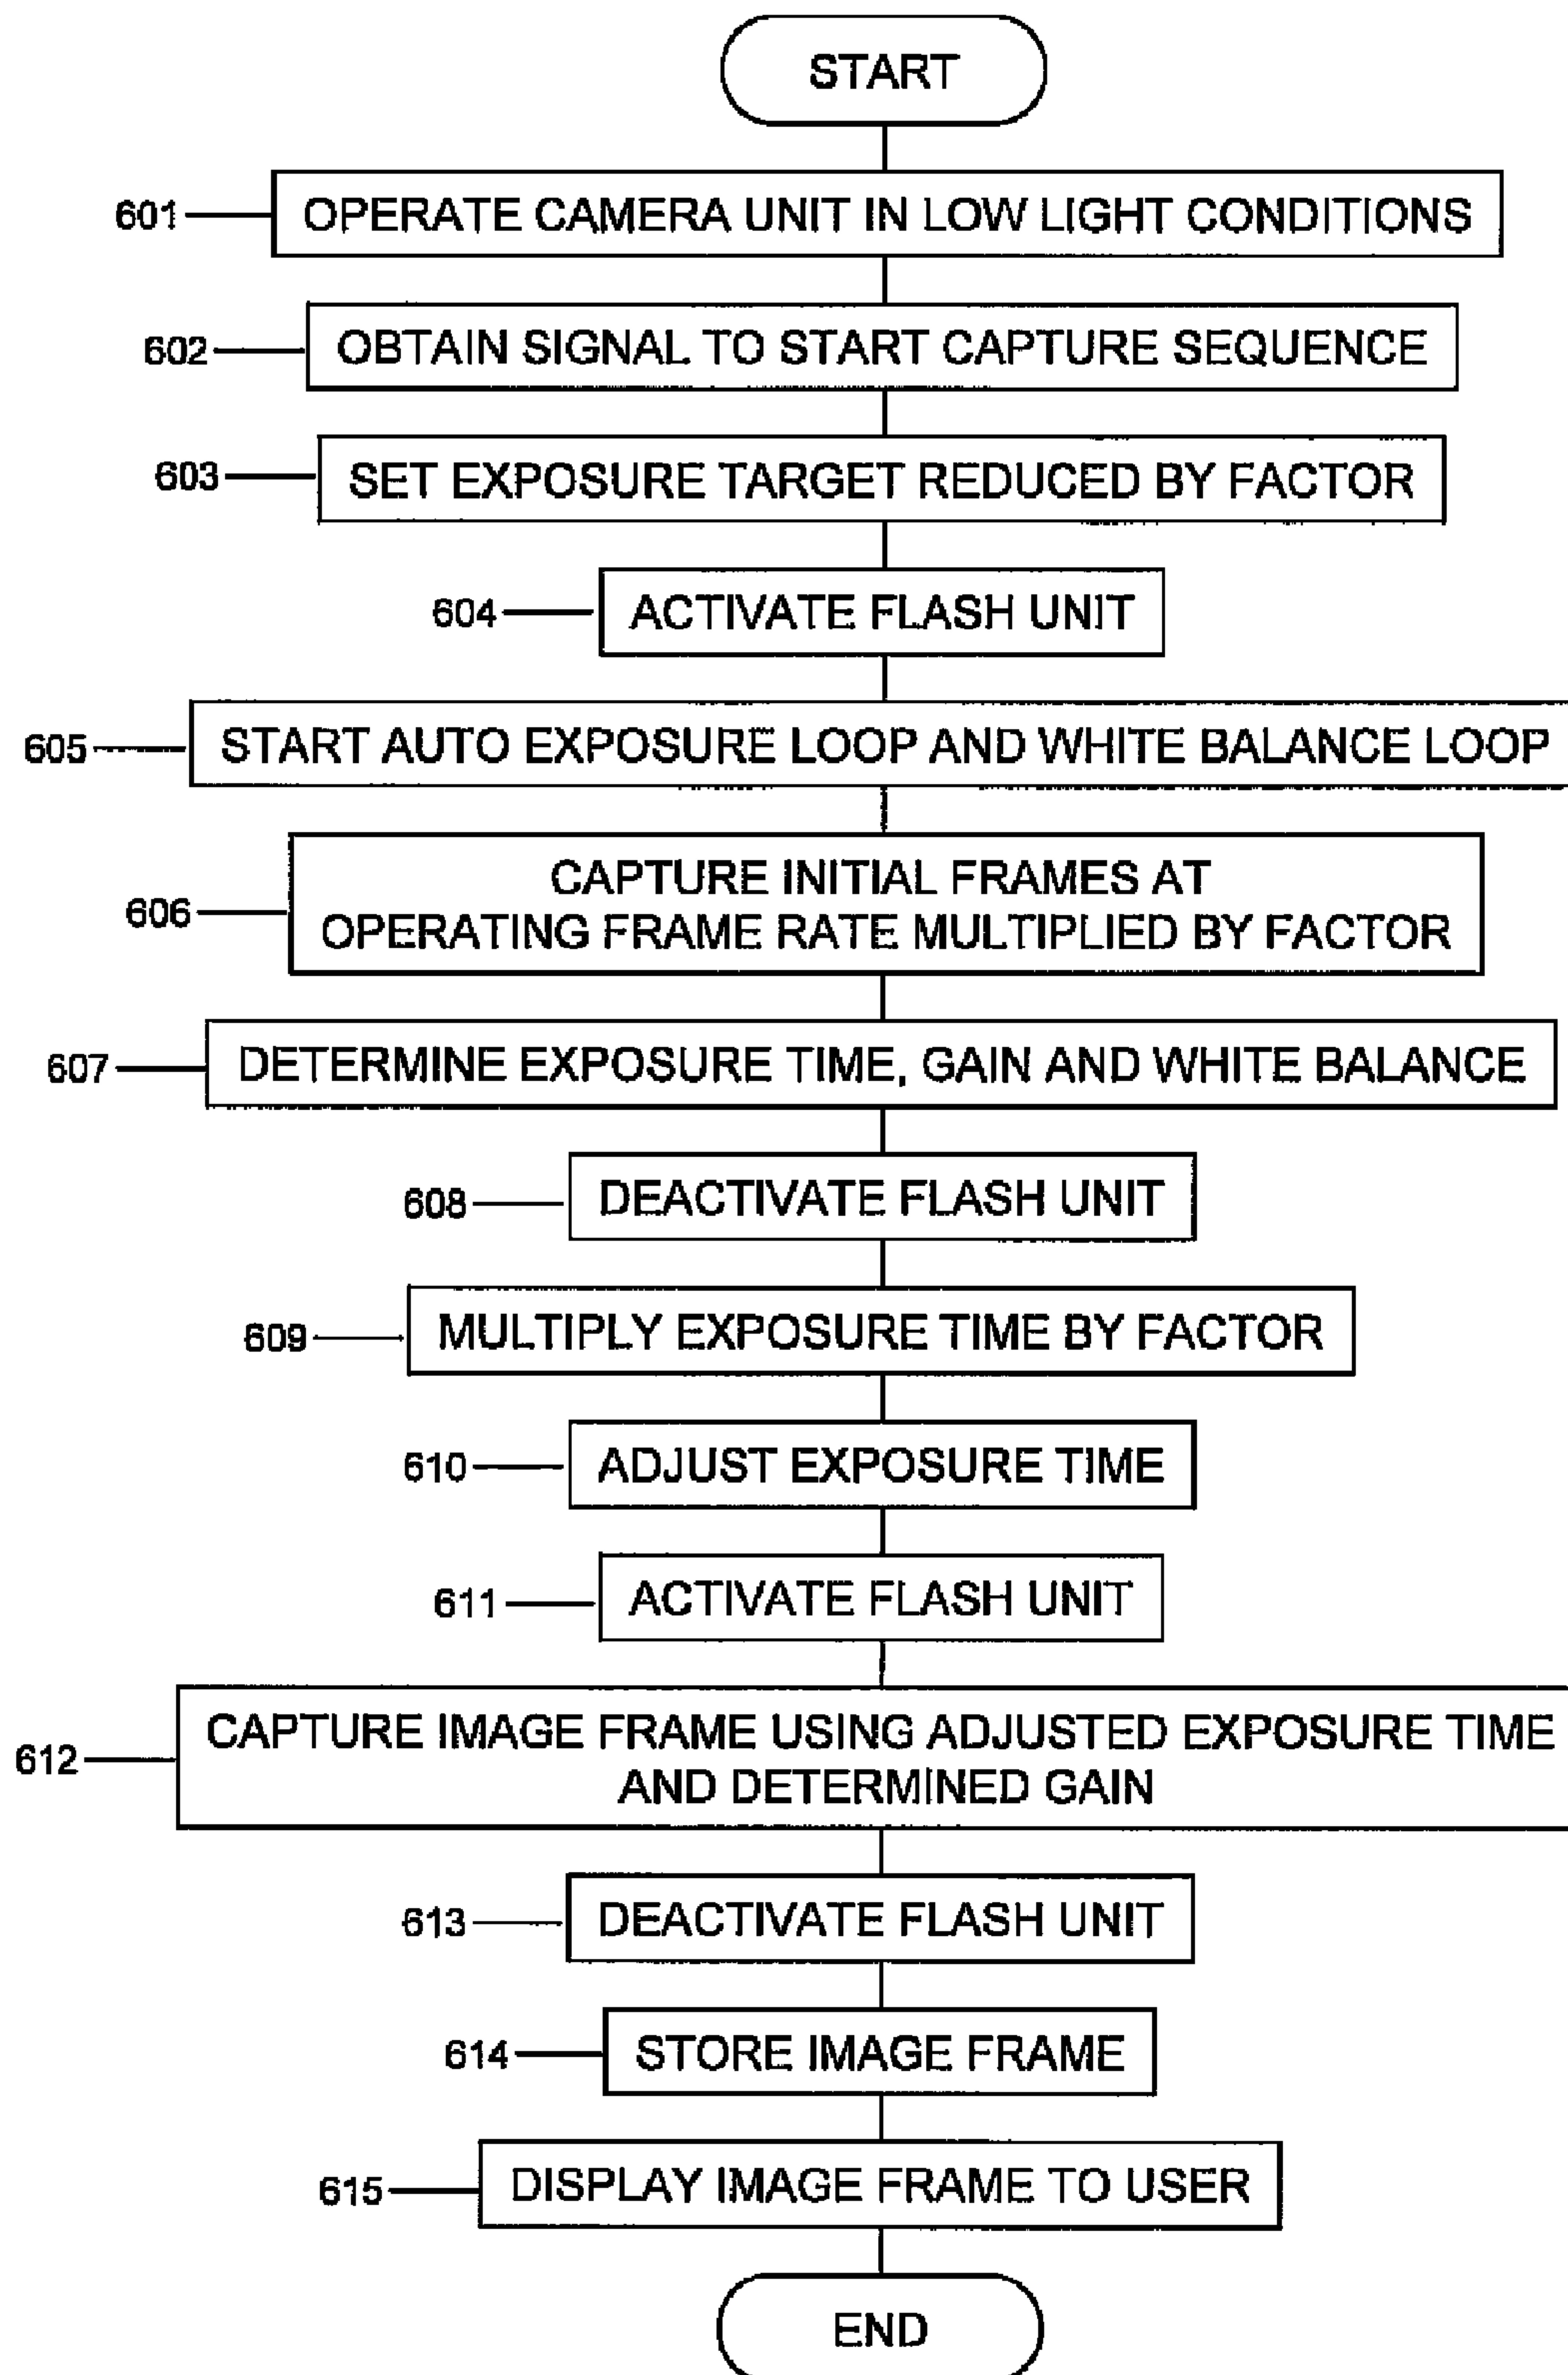 START
601
OPERATE CAMERA UNIT IN LOW LIGHT CONDITIONS
602
OBTAIN SIGNAL TO START CAPTURE SEQUENCE
603
SET EXPOSURE TARGET REDUCED BY FACTOR
604
ACTIVATE FLASH UNIT
605
START AUTO EXPOSURE LOOP AND WHITE BALANCE LOOP
606
CAPTURE INITIAL FRAMES AT
OPERATING FRAME RATE MULTIPLIED BY FACTOR
607
DETERMINE EXPOSURE TIME, GAIN AND WHITE BALANCE
608
DEACTIVATE FLASH UNIT
609
MULTIPLY EXPOSURE TIME BY FACTOR
610
ADJUST EXPOSURE TIME
611
ACTIVATE FLASH UNIT
612
CAPTURE IMAGE FRAME USING ADJUSTED EXPOSURE TIME
AND DETERMINED GAIN
613
DEACTIVATE FLASH UNIT
614
STORE IMAGE FRAME
615
DISPLAY IMAGE FRAME TO USER
END